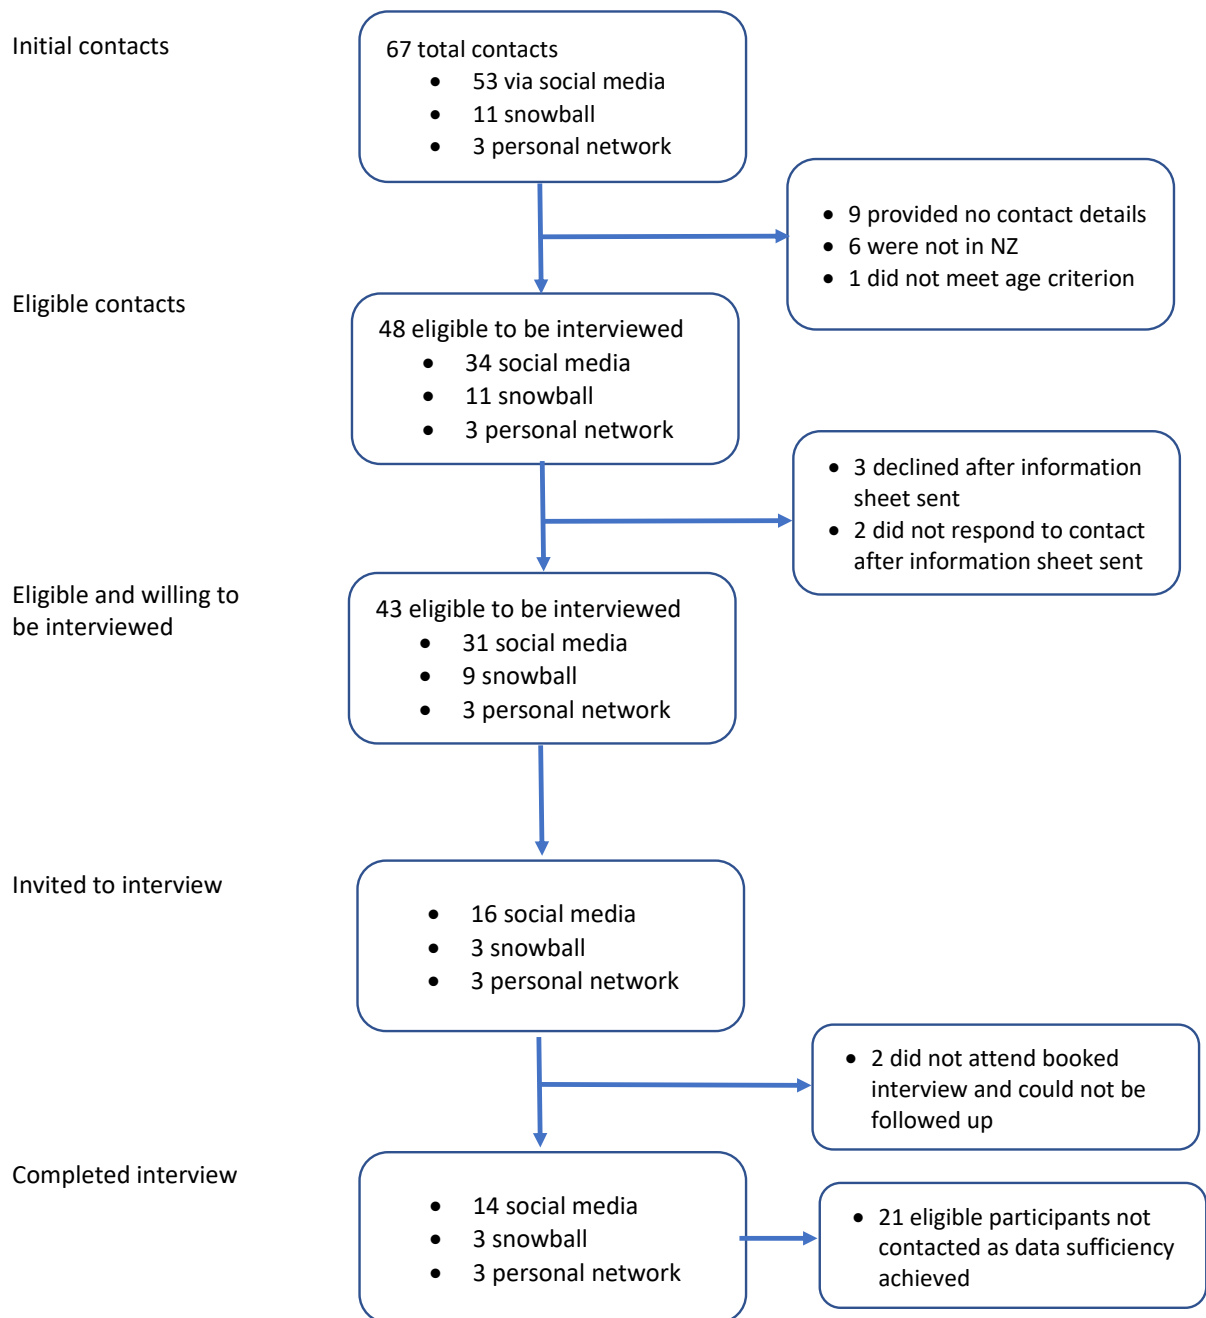 Initial contacts
67 total contacts
• 53 via social media
• 11 snowball
• 3 personal network
• 9 provided no contact details
• 6 were not in NZ
• 1 did not meet age criterion
Eligible contacts
48 eligible to be interviewed
• 34 social media
• 11 snowball
• 3 personal network
• 3 declined after information
sheet sent
• 2 did not respond to contact
after information sheet sent
Eligible and willing to
be interviewed
43 eligible to be interviewed
• 31 social media
• 9 snowball
• 3 personal network
Invited to interview
• 16 social media
• 3 snowball
• 3 personal network
• 2 did not attend booked
interview and could not be
followed up
Completed interview
• 14 social media
• 3 snowball
• 3 personal network
• 21 eligible participants not
contacted as data sufficiency
achieved